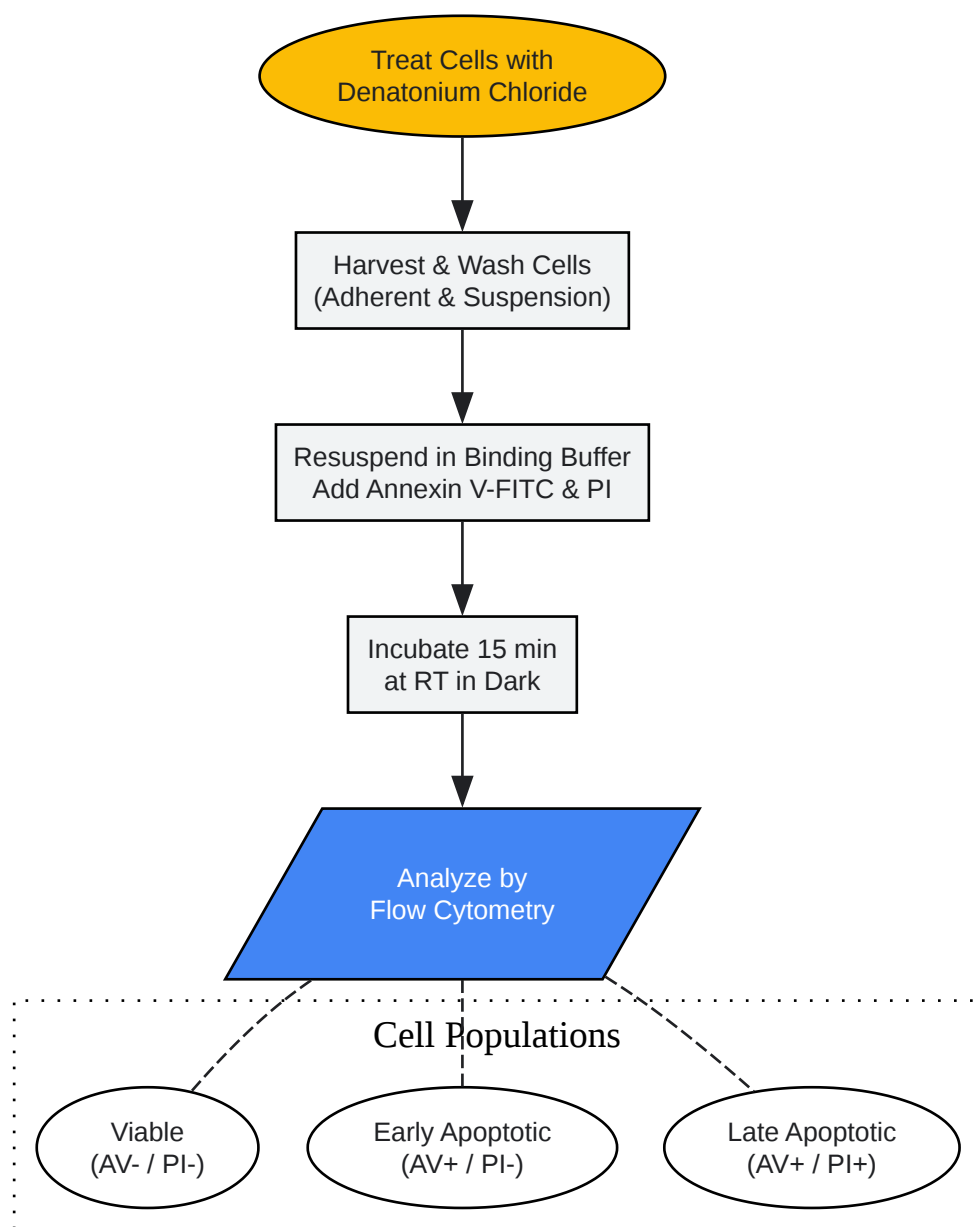 Treat Cells with
Denatonium Chloride
Harvest & Wash Cells
(Adherent & Suspension)
Resuspend in Binding Buffer
Add Annexin V-FITC & PI
Incubate 15 min
at RT in Dark
Analyze by
Flow Cytometry
Cell Populations
Viable
(AV- / PI-)
Early Apoptotic
(AV+ / PI-)
Late Apoptotic
(AV+ / PI+)